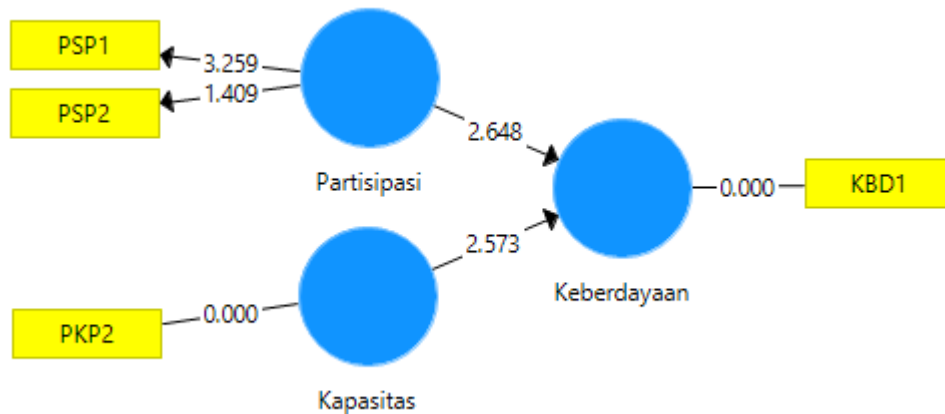 PSP1
3.259
PSP2
1.409
Partisipasi
2.648
Keberdayaan
0.000
KBD1
2.573
PKP2
0.000
Kapasitas